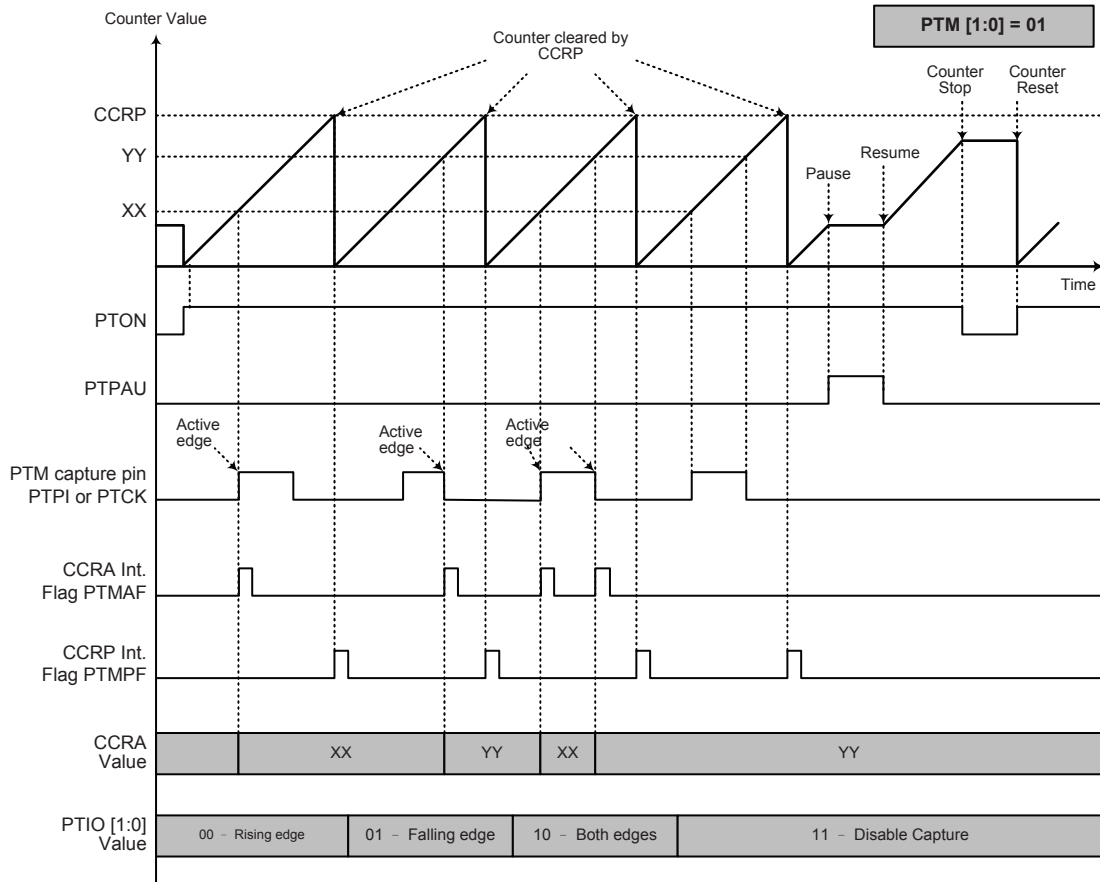 Counter Value
PTM [1:0] = 01
Counter cleared by
CCRP
Counter
Stop
Counter
Reset
CCRP
YY
Pause
Resume
XX
Time
PTON
PTPAU
Active
edge
Active
edge
Active
edge
PTM capture pin
PTPI or PTCK
CCRA Int.
Flag PTMAF
CCRP Int.
Flag PTMPF
CCRA
Value
XX
YY
XX
YY
PTIO [1:0]
Value
00 – Rising edge
01 – Falling edge
10 – Both edges
11 – Disable Capture